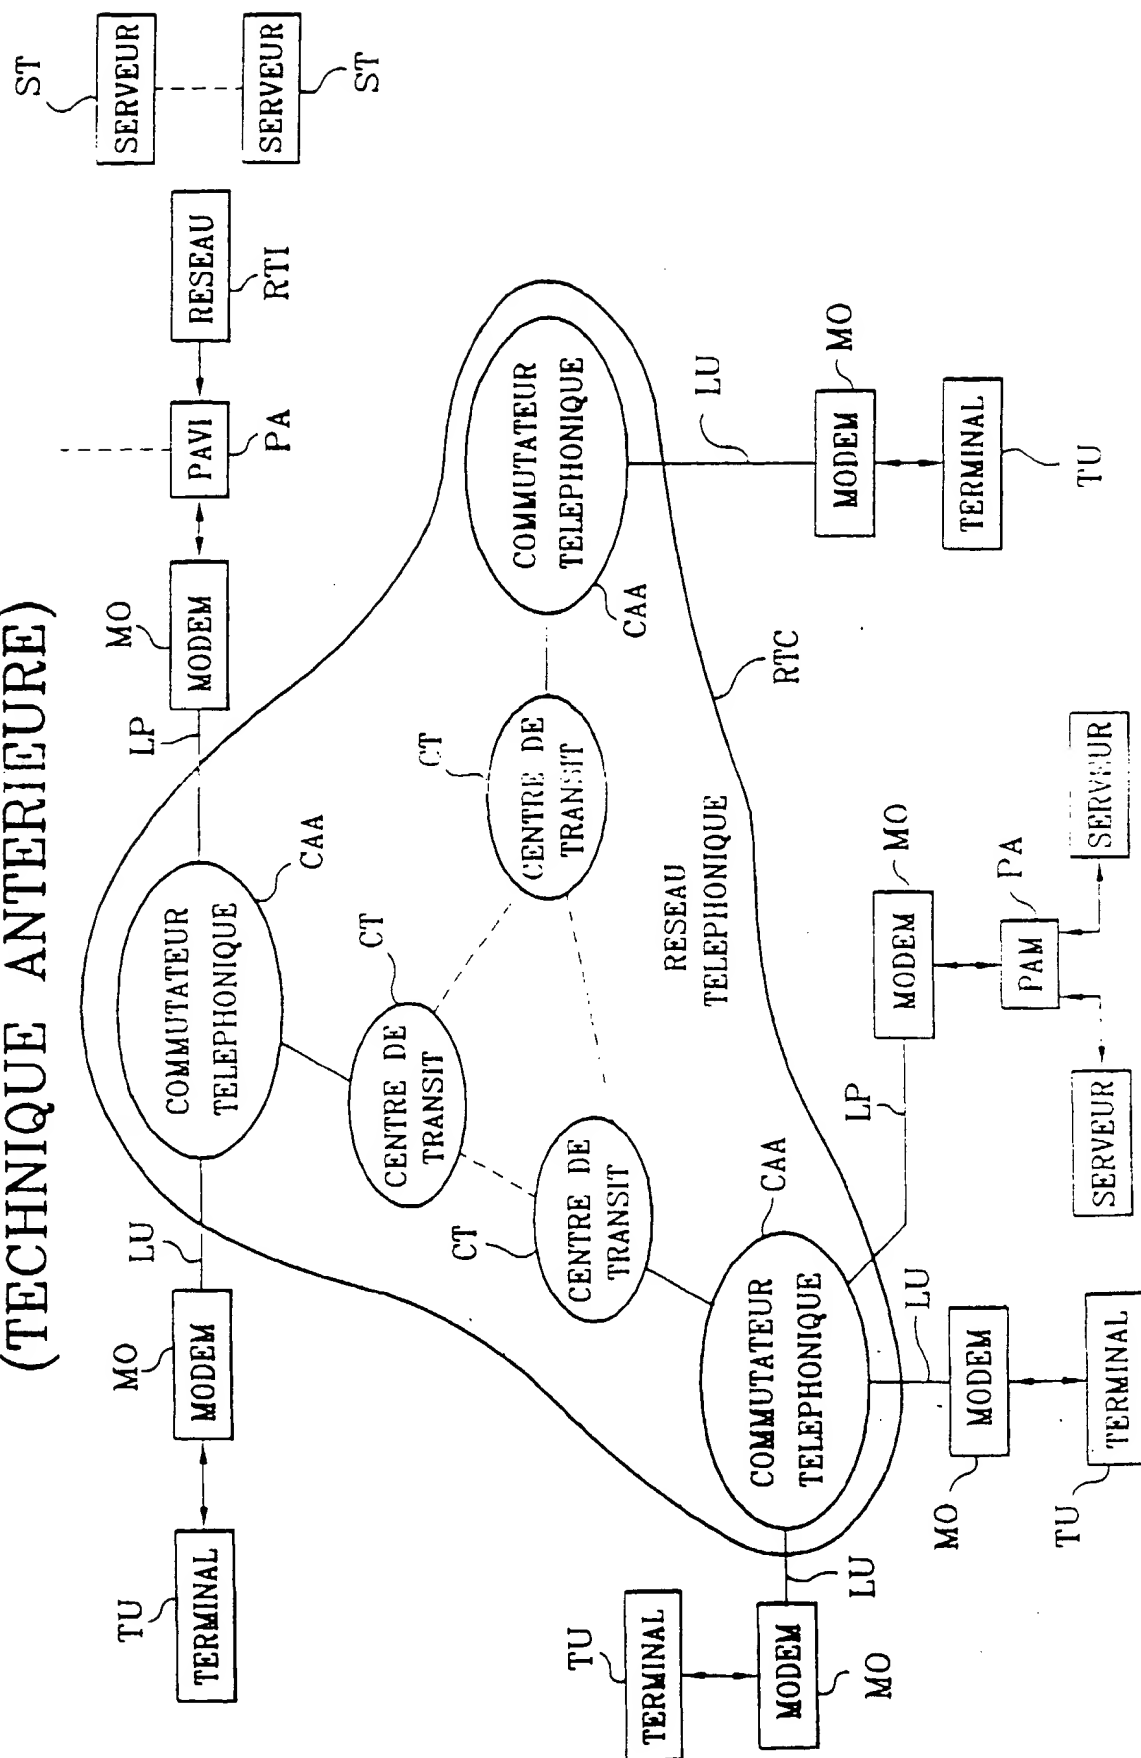 (TECHNIQUE ANTERIEURE)
ST
TU
MO
LU
LP
MO
SERVEUR
TERMINAL
MODEM
COMMUTATEUR
TELEPHONIQUE
MODEM
PAVI
RESEAU
CAA
PA
RTI
SERVEUR
ST
CT
CENTRE DE
TRANSIT
CT
CENTRE DE
TRANSIT
COMMUTATEUR
TELEPHONIQUE
CAA
CT
CENTRE DE
TRANSIT
TU
TERMINAL
RESEAU
TELEPHONIQUE
LU
COMMUTATEUR
TELEPHONIQUE
CAA
RTC
MODEM
MO
LU
LP
MO
MODEM
MO
MODEM
LU
MO
MODEM
TERMINAL
PA
PAM
TU
TU
TERMINAL
SERVEUR
SERVEUR